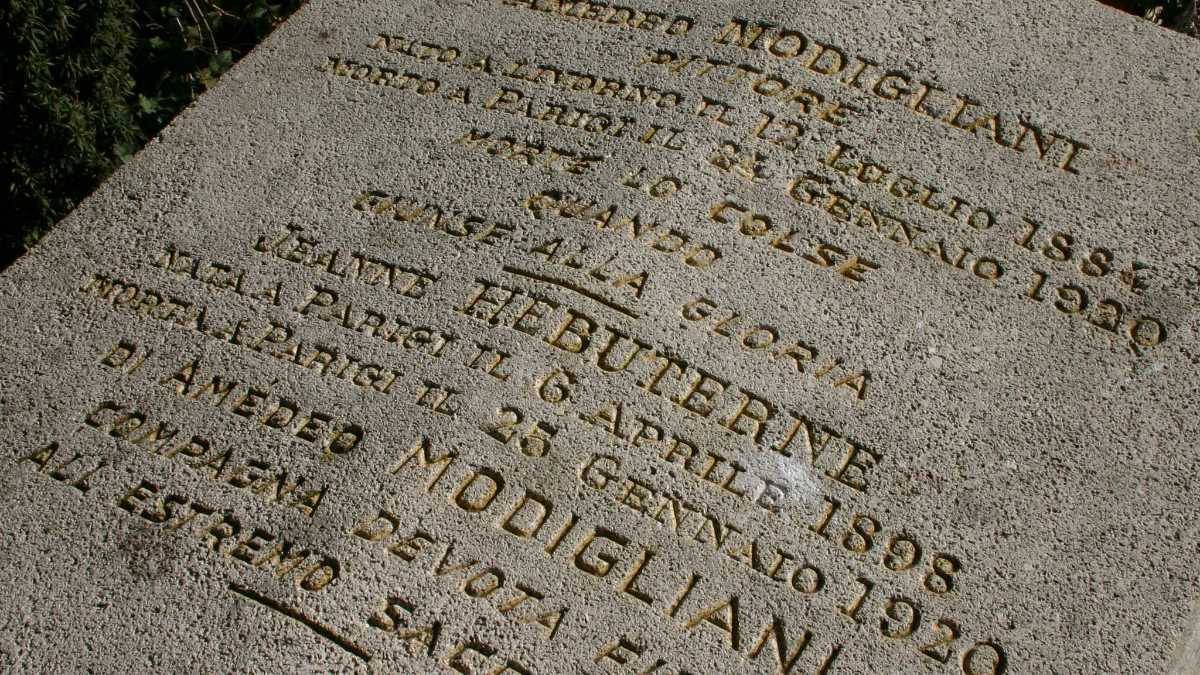 AMEDEO MODIGLIANI
PITTORE
NATO A LIVORNO IL 12 LUGLIO 1884
MORTO A PARIGI IL 24 GENNAIO 1920
MORTE LO COLSE
QUANDO
GIUNSE ALLA GLORIA
JEANNE HEBUTERNE
NATA A PARIGI IL 6 APRILE 1898
MORTA A PARIGI IL 25 GENNAIO 1920
DI AMÉDEO MODIGLIANI
COMPAGNA DEVOTA
ALL ESTREMO